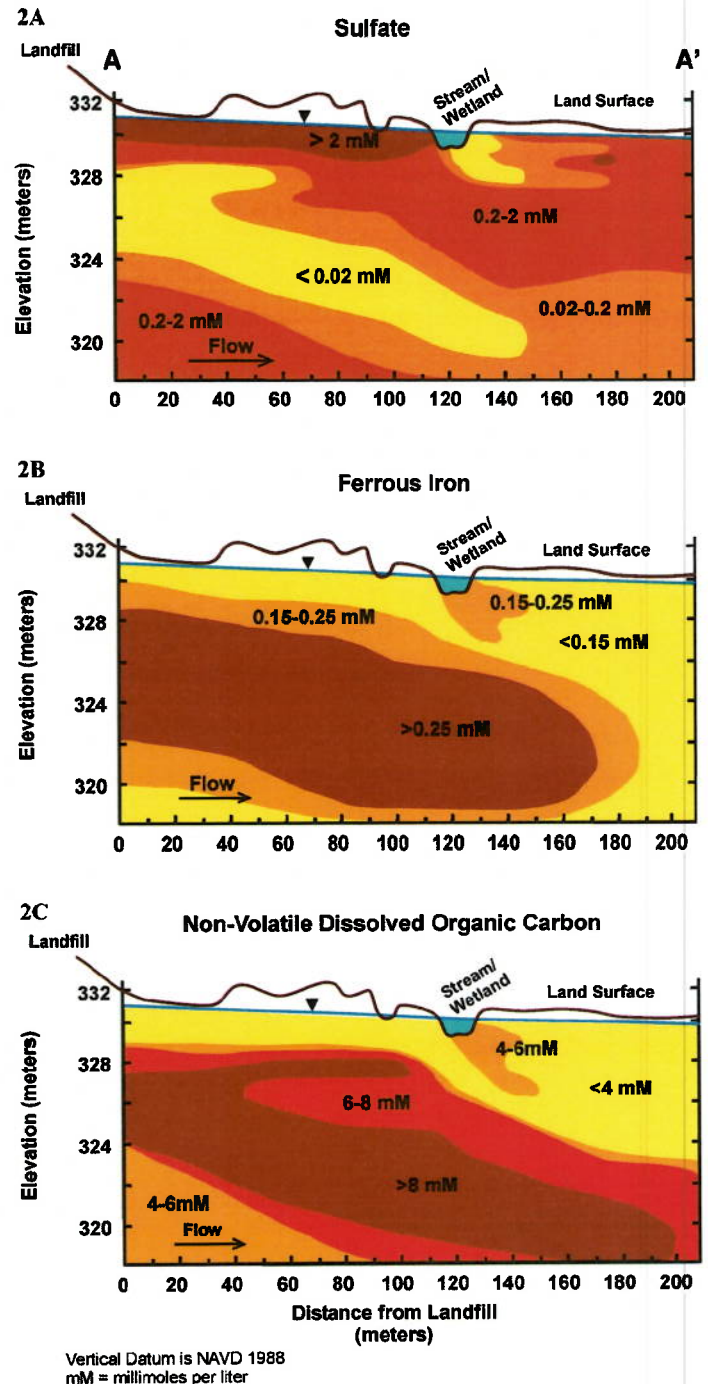 2A
Sulfate
Landfill
A
A'
Stream/
Wetland
Land Surface
332
> 2 mM
328
0.2-2 mM
324
< 0.02 mM
0.02-0.2 mM
0.2-2 mM
320
Flow
Elevation (meters)
0 20 40 60 80 100 120 140 160 180 200
2B
Ferrous Iron
Landfill
Stream/
Wetland
Land Surface
332
0.15-0.25 mM
0.15-0.25 mM
328
<0.15 mM
324
>0.25 mM
320
Flow
Elevation (meters)
0 20 40 60 80 100 120 140 160 180 200
2C
Non-Volatile Dissolved Organic Carbon
Landfill
Stream/
Wetland
Land Surface
332
4-6mM
328
<4 mM
6-8 mM
324
>8 mM
4-6mM
320
Flow
Elevation (meters)
0 20 40 60 80 100 120 140 160 180 200
Distance from Landfill
(meters)
Vertical Datum is NAVD 1988
mM = millimoles per liter